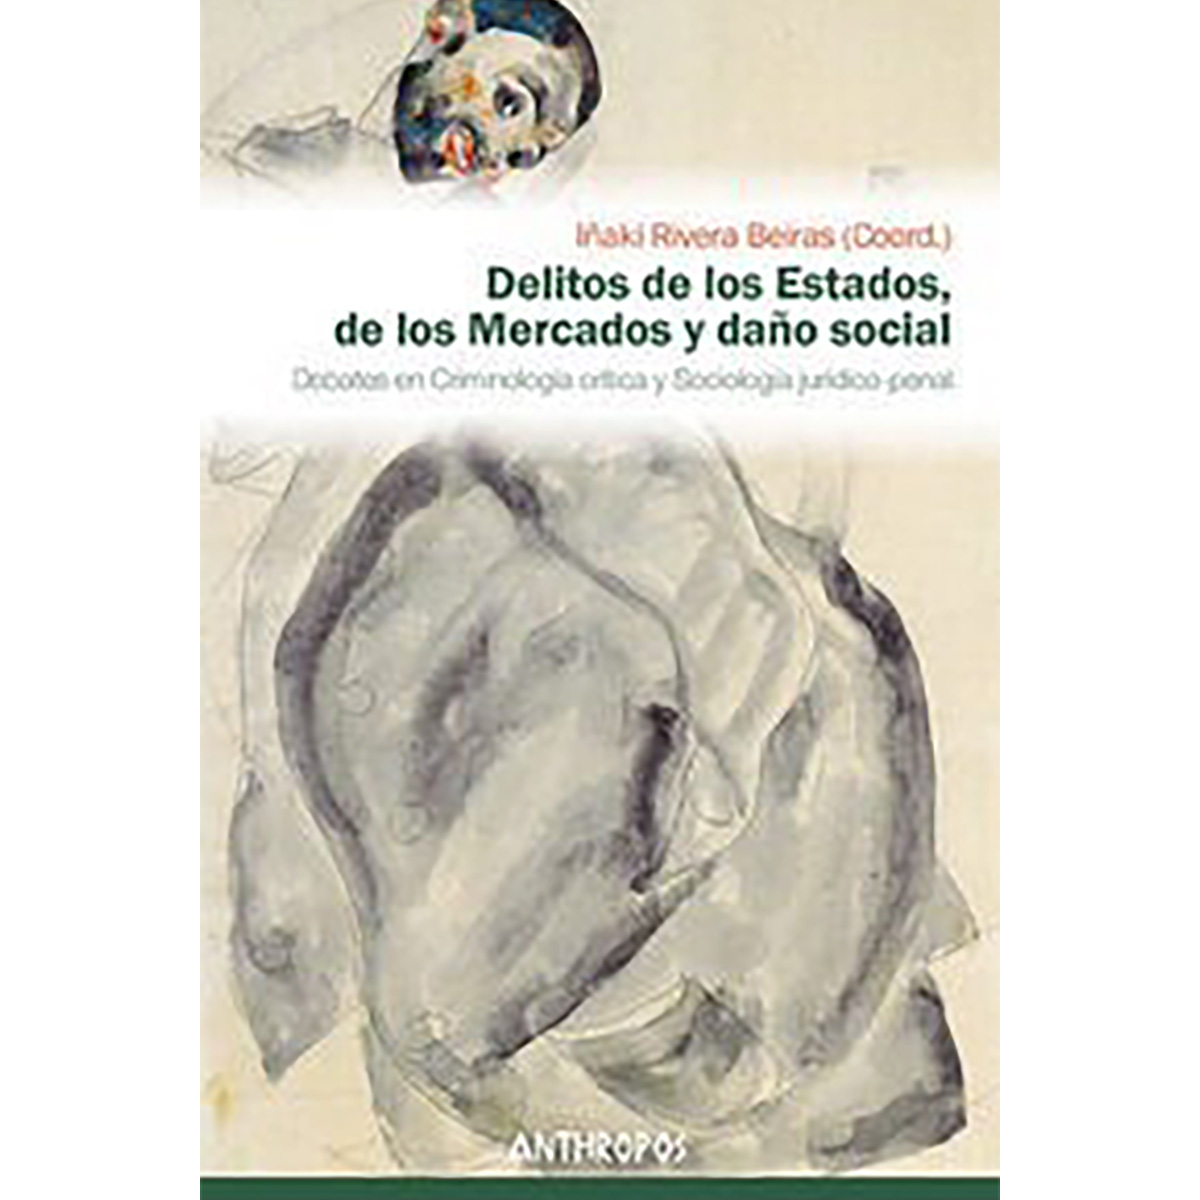 Iñaki Rivera Beiras (Coord.)
Delitos de los Estados,
de los Mercados y daño social
Debates en Criminología crítica y Sociología jurídico-penal
ANTHROPOS